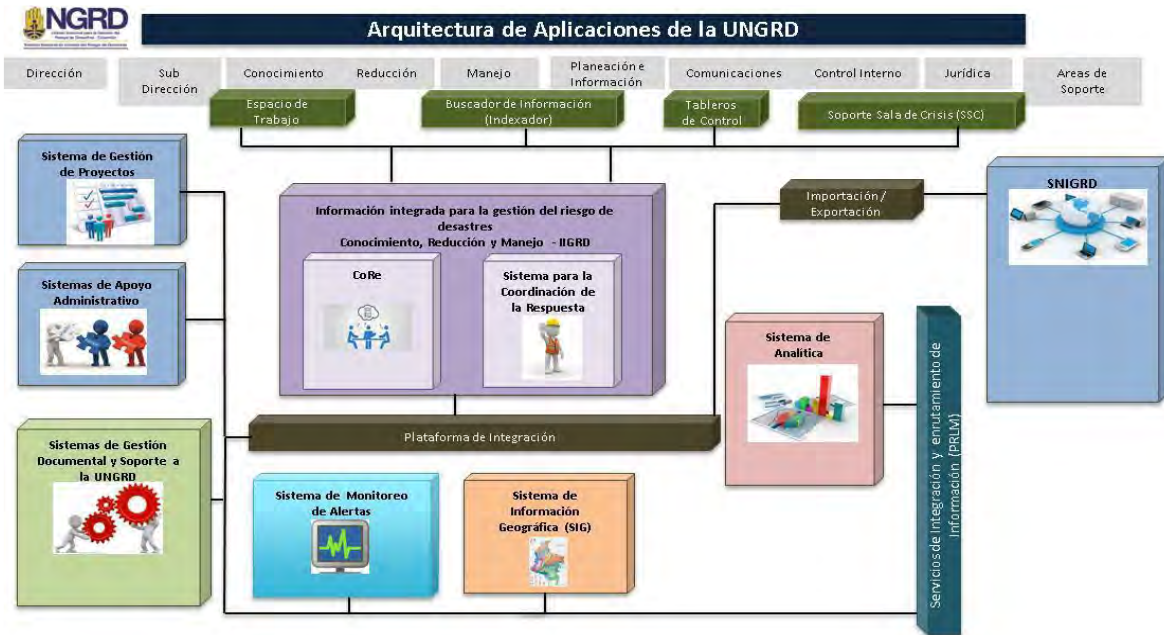 NGRD
Arquitectura de Aplicaciones de la UNGRD
Dirección
Sub
Dirección
Conocimiento
Reducción
Manejo
Planeación e
Información
Comunicaciones
Control Interno
Jurídica
Areas de
Soporte
Espacio de
Trabajo
Buscador de Información
(Indexador)
Tableros
de Control
Soporte Sala de Crisis (SSC)
Sistema de Gestión
de Proyectos
Información integrada para la gestión del riesgo de
desastres
Conocimiento, Reducción y Manejo - IIGRD
CoRe
Sistema para la
Coordinación de
la Respuesta
Importación /
Exportación
SNIGRD
Sistemas de Apoyo
Administrativo
Sistema de
Analítica
Servicios de Integración y enrutamiento de
Información (PRLM)
Plataforma de Integración
Sistemas de Gestión
Documental y Soporte a
la UNGRD
Sistema de Monitoreo
de Alertas
Sistema de
Información
Geográfica (SIG)